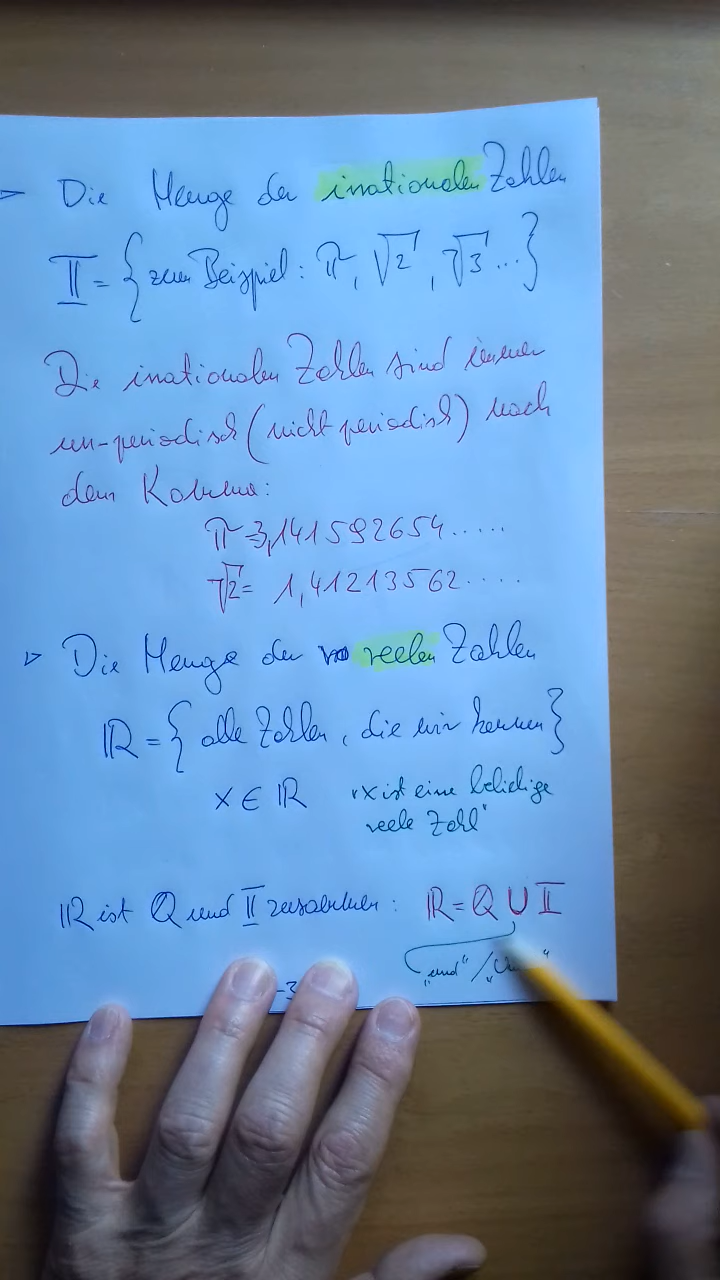 Die Menge der irrationalen Zahlen
𝕀 = { zum Beispiel: π, √2, √3 ... }
Die irrationalen Zahlen sind immer
un-periodisch (nicht periodisch) nach
dem Komma:
π = 3,141592654.....
√2 = 1,41213562.....
Die Menge der reelen Zahlen
ℝ = { alle Zahlen, die wir kennen }
x ∈ ℝ "x ist eine beliebige
reele Zahl"
ℝ ist ℚ und 𝕀 zusammen: ℝ = ℚ ∪ 𝕀
„und" /
-3